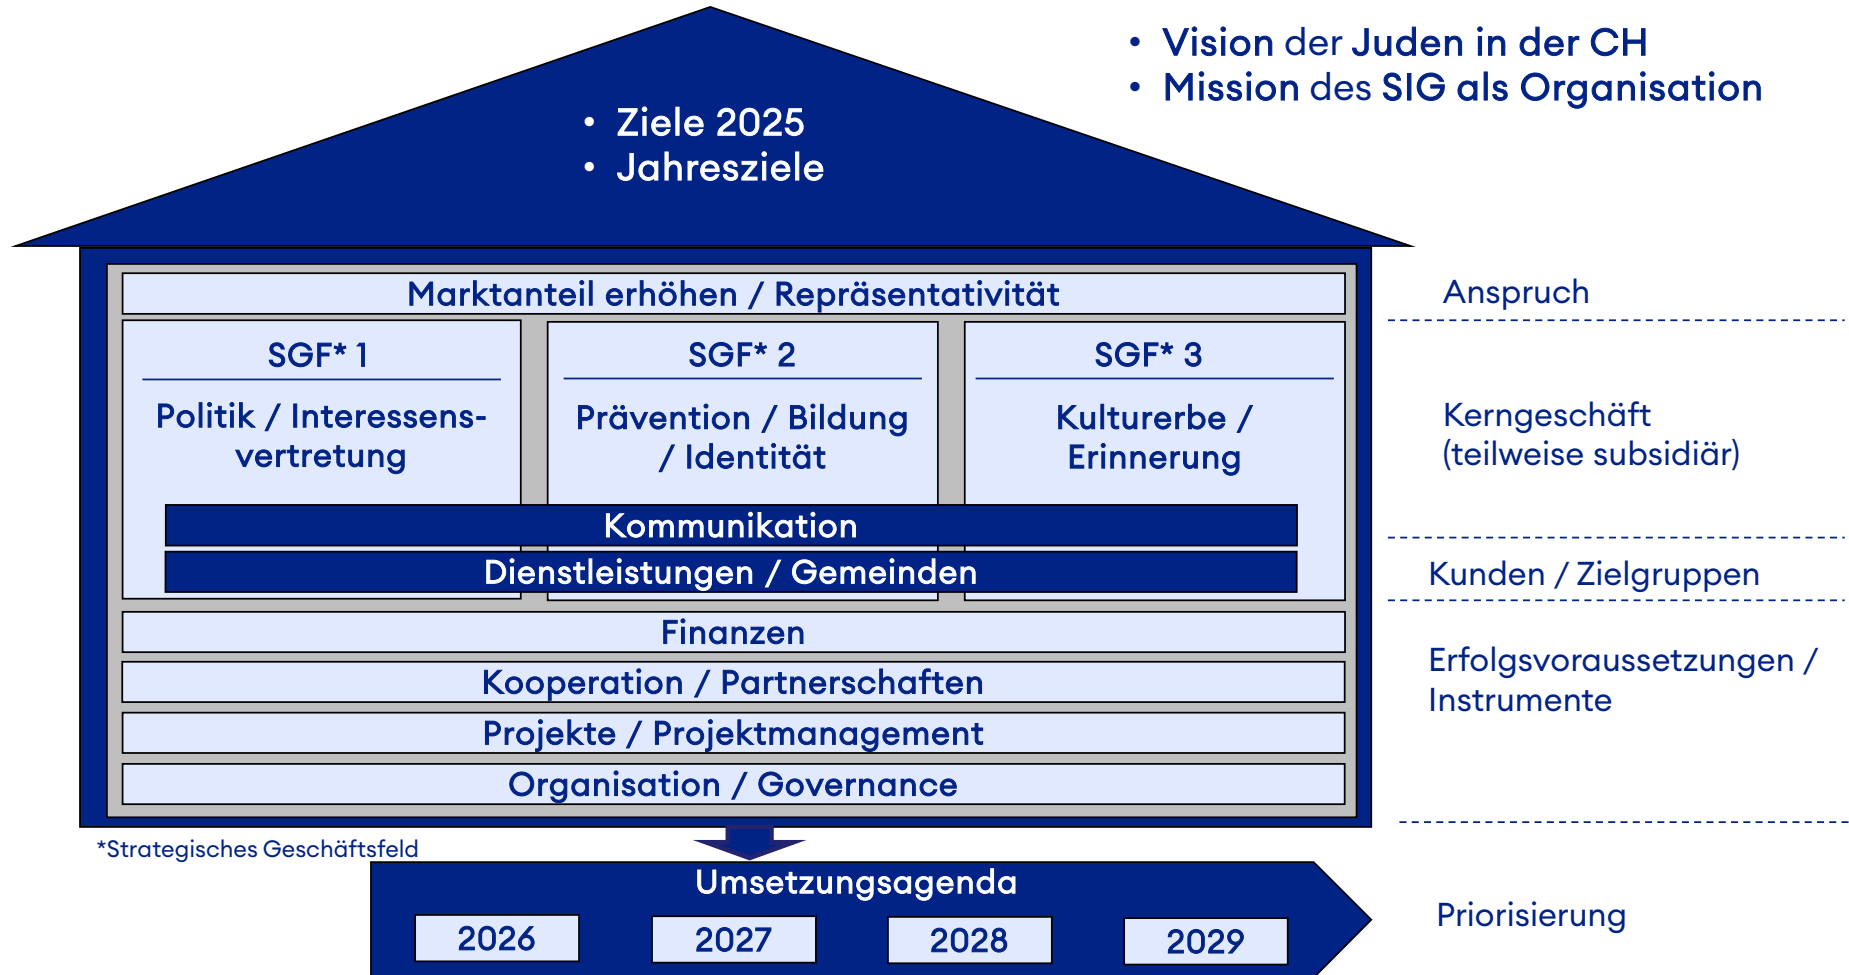 • Vision der Juden in der CH
• Mission des SIG als Organisation
• Ziele 2025
• Jahresziele
Marktanteil erhöhen / Repräsentativität
Anspruch
SGF* 1
Politik / Interessens-
vertretung
SGF* 2
Prävention / Bildung
/ Identität
SGF* 3
Kulturerbe /
Erinnerung
Kerngeschäft
(teilweise subsidiär)
Kommunikation
Dienstleistungen / Gemeinden
Kunden / Zielgruppen
Finanzen
Kooperation / Partnerschaften
Projekte / Projektmanagement
Organisation / Governance
Erfolgsvoraussetzungen /
Instrumente
*Strategisches Geschäftsfeld
Umsetzungsagenda
2026
2027
2028
2029
Priorisierung